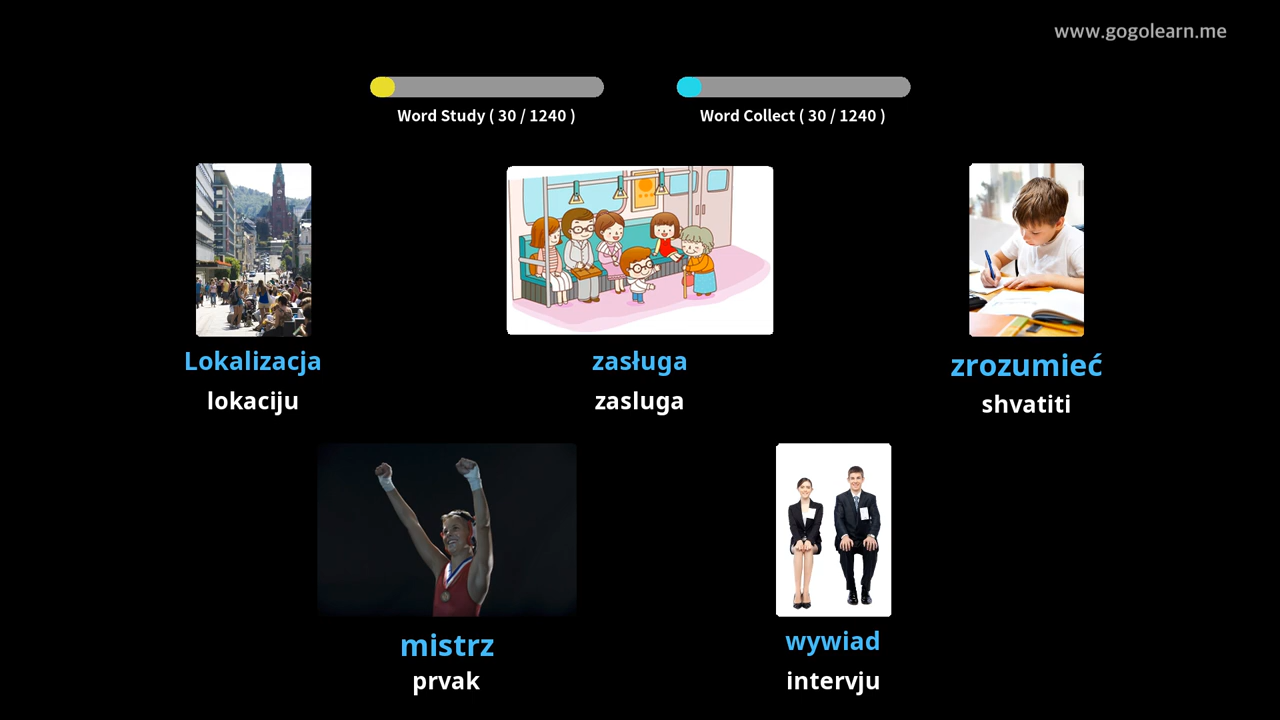 www.gogolearn.me
Word Study ( 30 / 1240 )
Word Collect ( 30 / 1240 )
Lokalizacja
lokaciju
zasługa
zasluga
zrozumieć
shvatiti
mistrz
prvak
wywiad
intervju